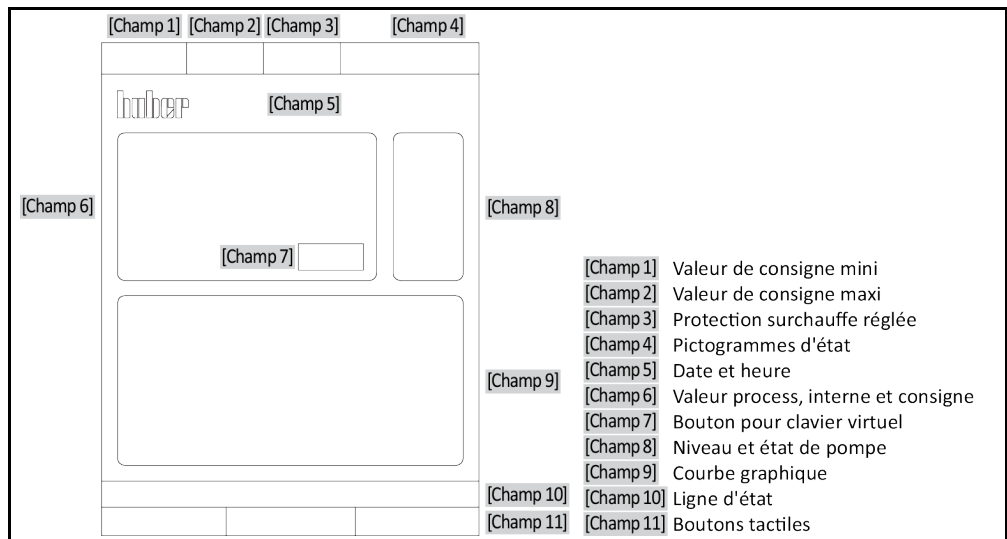 [Champ 1] [Champ 2] [Champ 3] [Champ 4]
huber
[Champ 5]
[Champ 6]
[Champ 8]
[Champ 7]
[Champ 9]
[Champ 10]
[Champ 11]
[Champ 1] Valeur de consigne mini
[Champ 2] Valeur de consigne maxi
[Champ 3] Protection surchauffe réglée
[Champ 4] Pictogrammes d'état
[Champ 5] Date et heure
[Champ 6] Valeur process, interne et consigne
[Champ 7] Bouton pour clavier virtuel
[Champ 8] Niveau et état de pompe
[Champ 9] Courbe graphique
[Champ 10] Ligne d'état
[Champ 11] Boutons tactiles